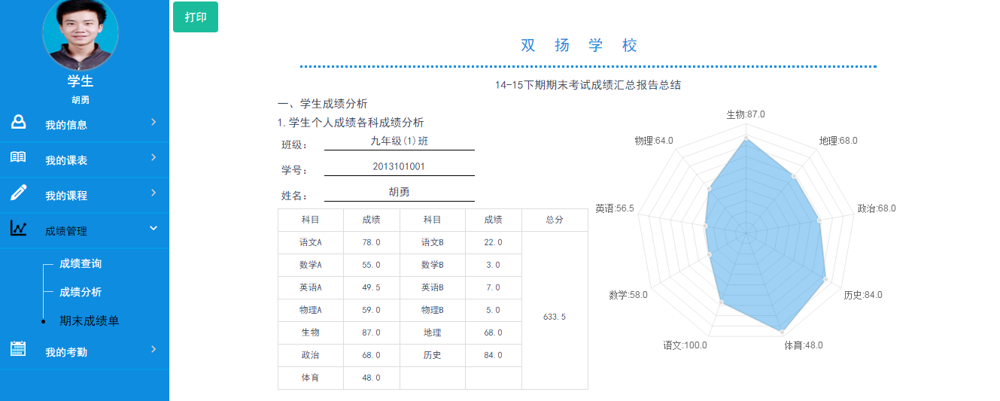 打印
学生
胡勇
我的信息
我的课表
我的课程
成绩管理
成绩查询
成绩分析
期末成绩单
我的考勤
双 扬 学 校
14-15下期期末考试成绩汇总报告总结
一、学生成绩分析
1.学生个人成绩各科成绩分析
班级： 九年级(1)班
学号： 2013101001
姓名： 胡勇
科目 成绩 科目 成绩 总分
语文A 78.0 语文B 22.0
数学A 55.0 数学B 3.0
英语A 49.5 英语B 7.0
物理A 59.0 物理B 5.0
633.5
生物 87.0 地理 68.0
政治 68.0 历史 84.0
体育 48.0
生物:87.0
物理:64.0
地理:68.0
英语:56.5
政治:68.0
数学:58.0
历史:84.0
语文:100.0
体育:48.0